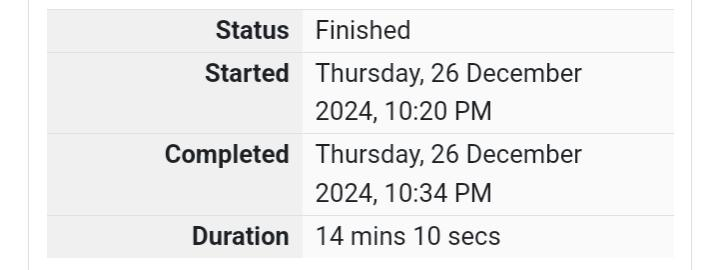 Status Finished
Started Thursday, 26 December
2024, 10:20 PM
Completed Thursday, 26 December
2024, 10:34 PM
Duration 14 mins 10 secs